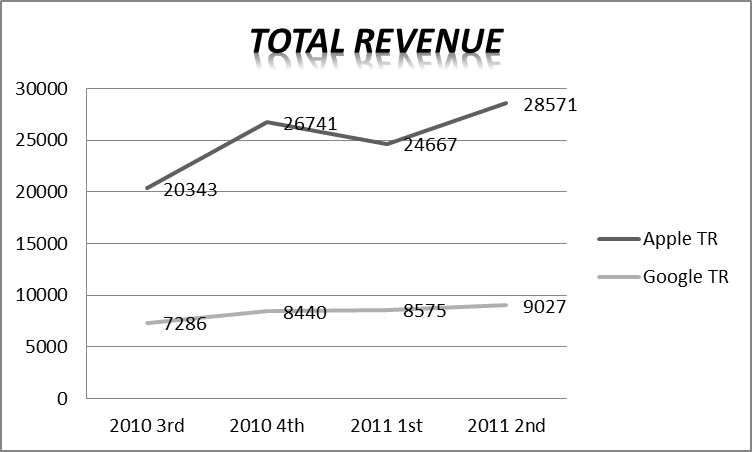 TOTAL REVENUE
30000
25000
20000
15000
10000
5000
0
20343
26741
24667
28571
7286
8440
8575
9027
2010 3rd
2010 4th
2011 1st
2011 2nd
Apple TR
Google TR